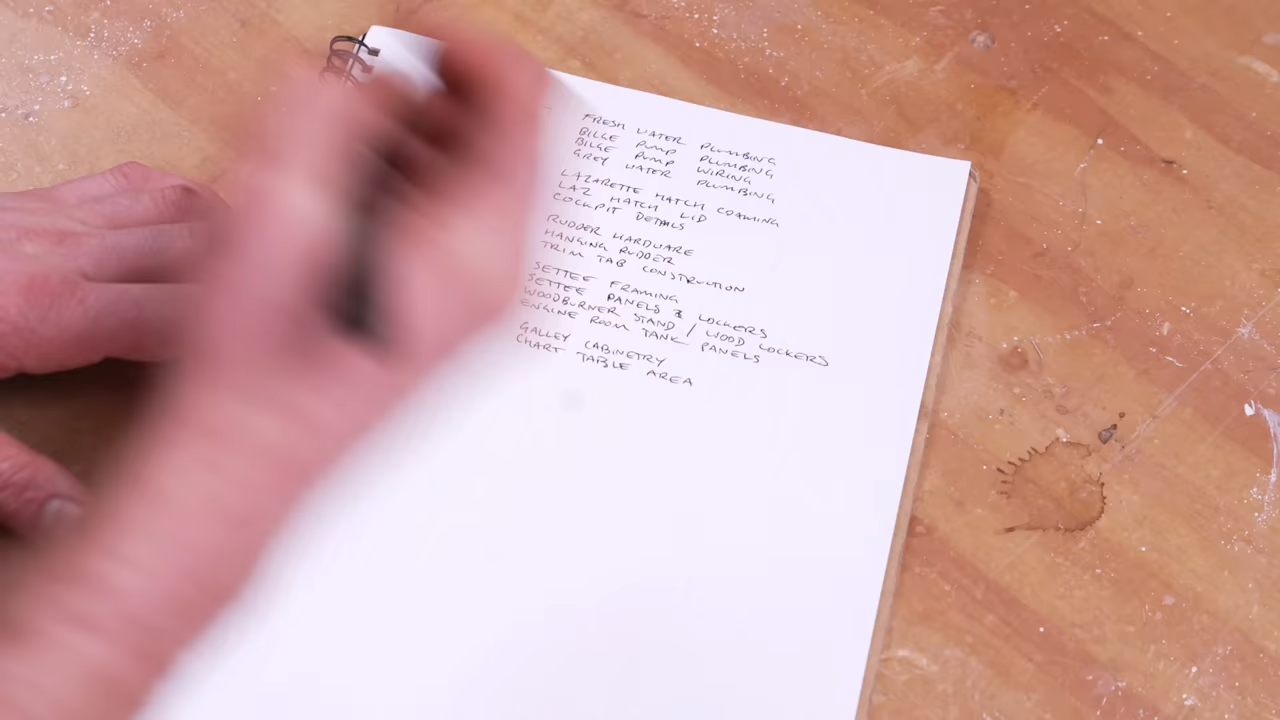 FRESH WATER PLUMBING
BILGE PUMP PLUMBING
BILGE PUMP WIRING
GREY WATER PLUMBING
LAZARETTE HATCH COAMING
LAZ HATCH LID
COCKPIT DETAILS
RUDDER HARDWARE
HANGING RUDDER
TRIM TAB CONSTRUCTION
SETTEE FRAMING
SETTEE PANELS & LOCKERS
WOODBURNER STAND / WOOD LOCKERS
ENGINE ROOM TANK PANELS
GALLEY CABINETRY
CHART TABLE AREA